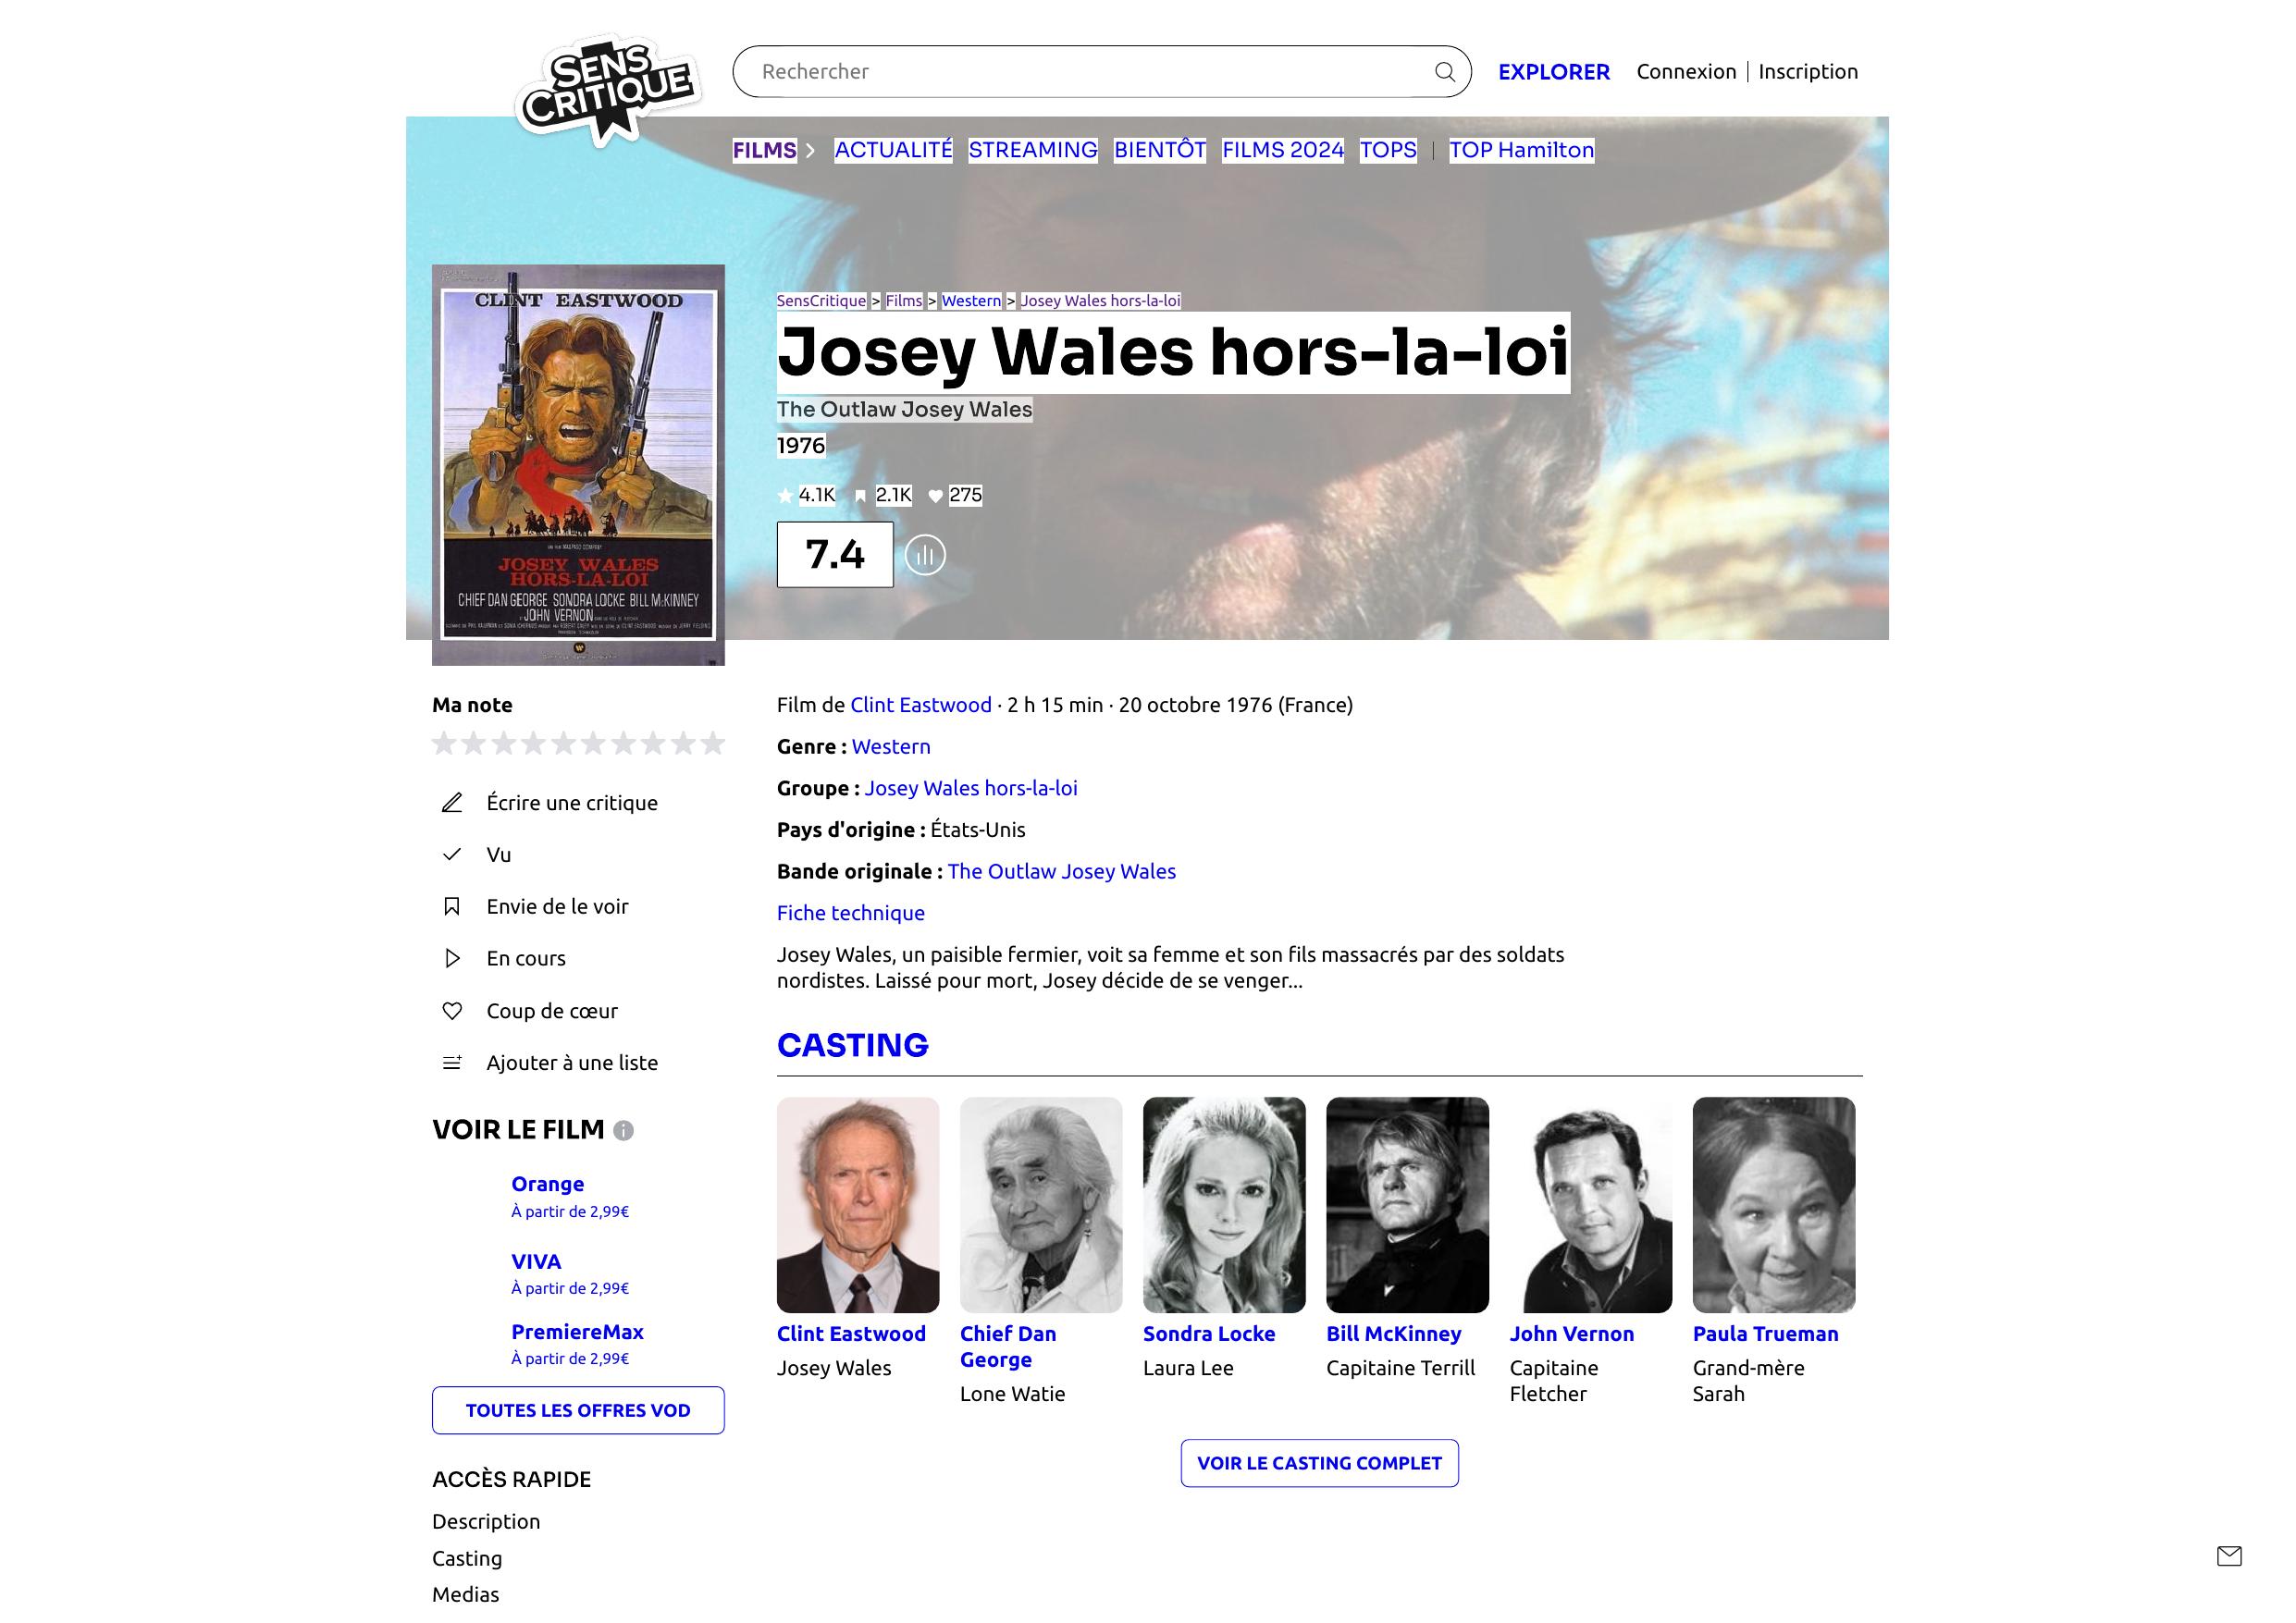 SENS
CRITIQUE
Rechercher
EXPLORER
Connexion | Inscription
FILMS
ACTUALITÉ
STREAMING
BIENTÔT
FILMS 2024
TOPS
TOP Hamilton
CLINT EASTWOOD
JOSEY WALES
HORS-LA-LOI
CHIEF DAN GEORGE SONDRA LOCKE BILL McKINNEY
JOHN VERNON
SensCritique > Films > Western > Josey Wales hors-la-loi
Josey Wales hors-la-loi
The Outlaw Josey Wales
1976
4.1K 2.1K 275
7.4
Ma note
Écrire une critique
Vu
Envie de le voir
En cours
Coup de cœur
Ajouter à une liste
VOIR LE FILM
Orange
À partir de 2,99€
VIVA
À partir de 2,99€
PremiereMax
À partir de 2,99€
TOUTES LES OFFRES VOD
ACCÈS RAPIDE
Description
Casting
Medias
Film de Clint Eastwood · 2 h 15 min · 20 octobre 1976 (France)
Genre : Western
Groupe : Josey Wales hors-la-loi
Pays d'origine : États-Unis
Bande originale : The Outlaw Josey Wales
Fiche technique
Josey Wales, un paisible fermier, voit sa femme et son fils massacrés par des soldats
nordistes. Laissé pour mort, Josey décide de se venger...
CASTING
Clint Eastwood
Josey Wales
Chief Dan
George
Lone Watie
Sondra Locke
Laura Lee
Bill McKinney
Capitaine Terrill
John Vernon
Capitaine
Fletcher
Paula Trueman
Grand-mère
Sarah
VOIR LE CASTING COMPLET